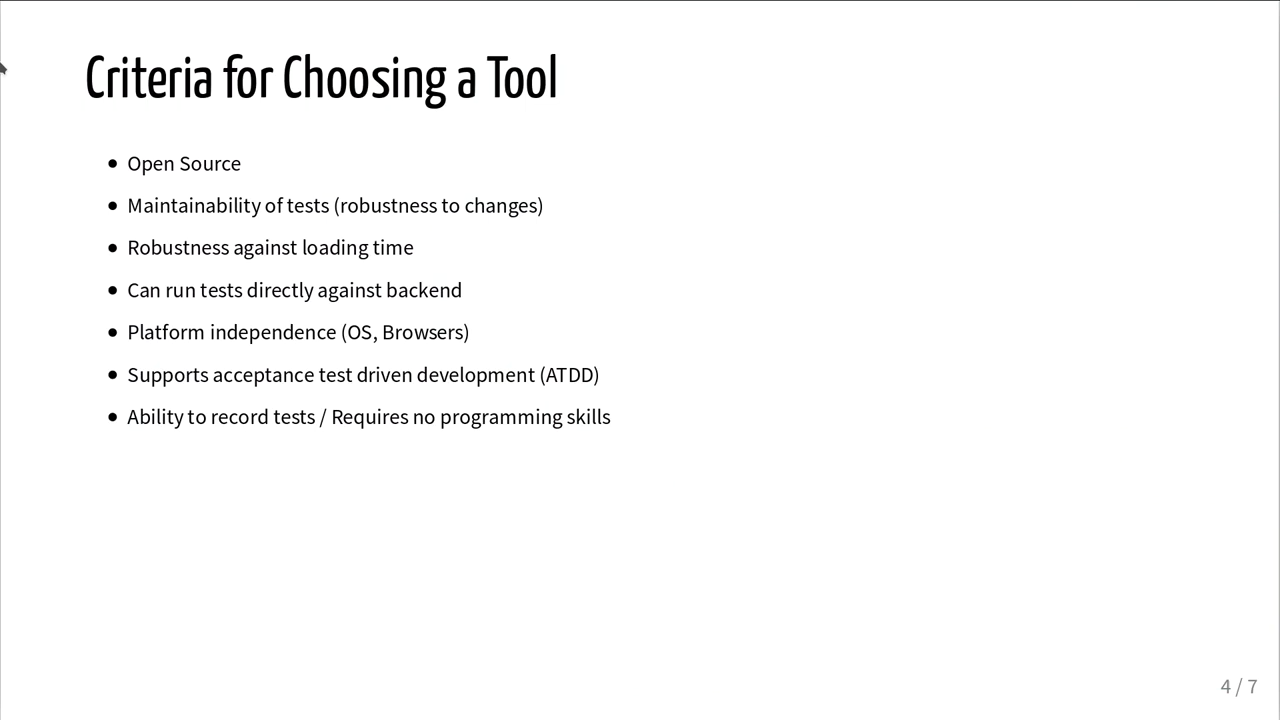 Criteria for Choosing a Tool
Open Source
Maintainability of tests (robustness to changes)
Robustness against loading time
Can run tests directly against backend
Platform independence (OS, Browsers)
Supports acceptance test driven development (ATDD)
Ability to record tests / Requires no programming skills
4 / 7